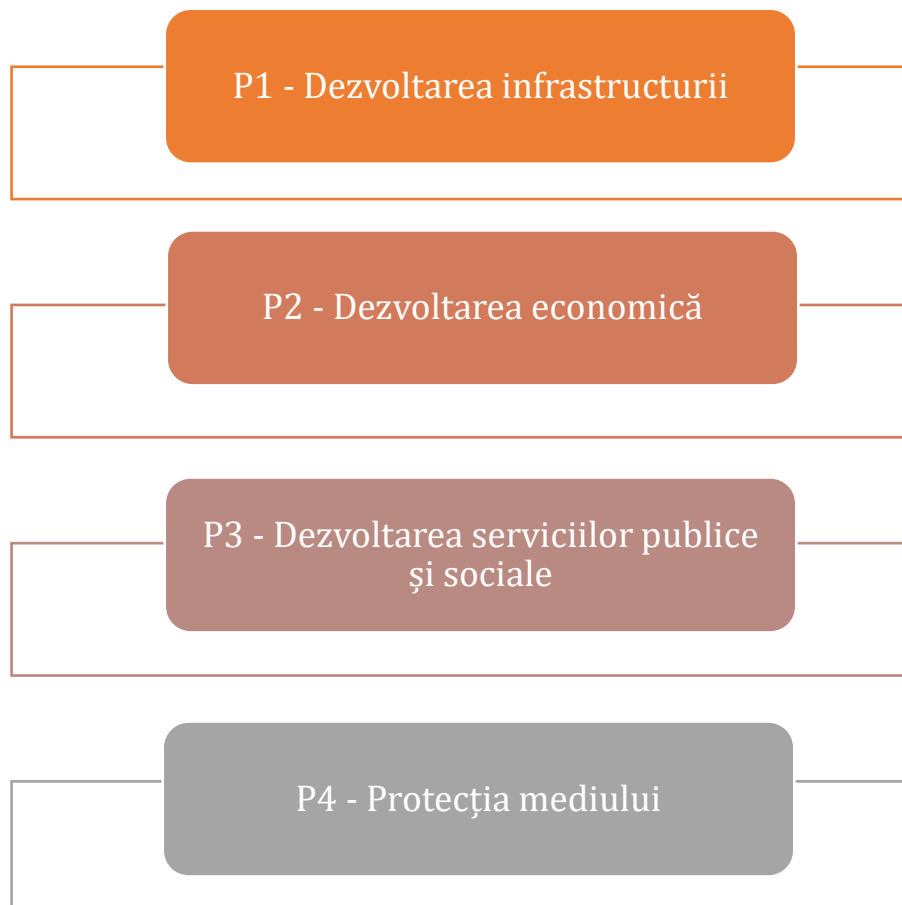 P1 - Dezvoltarea infrastructurii
P2 - Dezvoltarea economică
P3 - Dezvoltarea serviciilor publice
și sociale
P4 - Protecția mediului